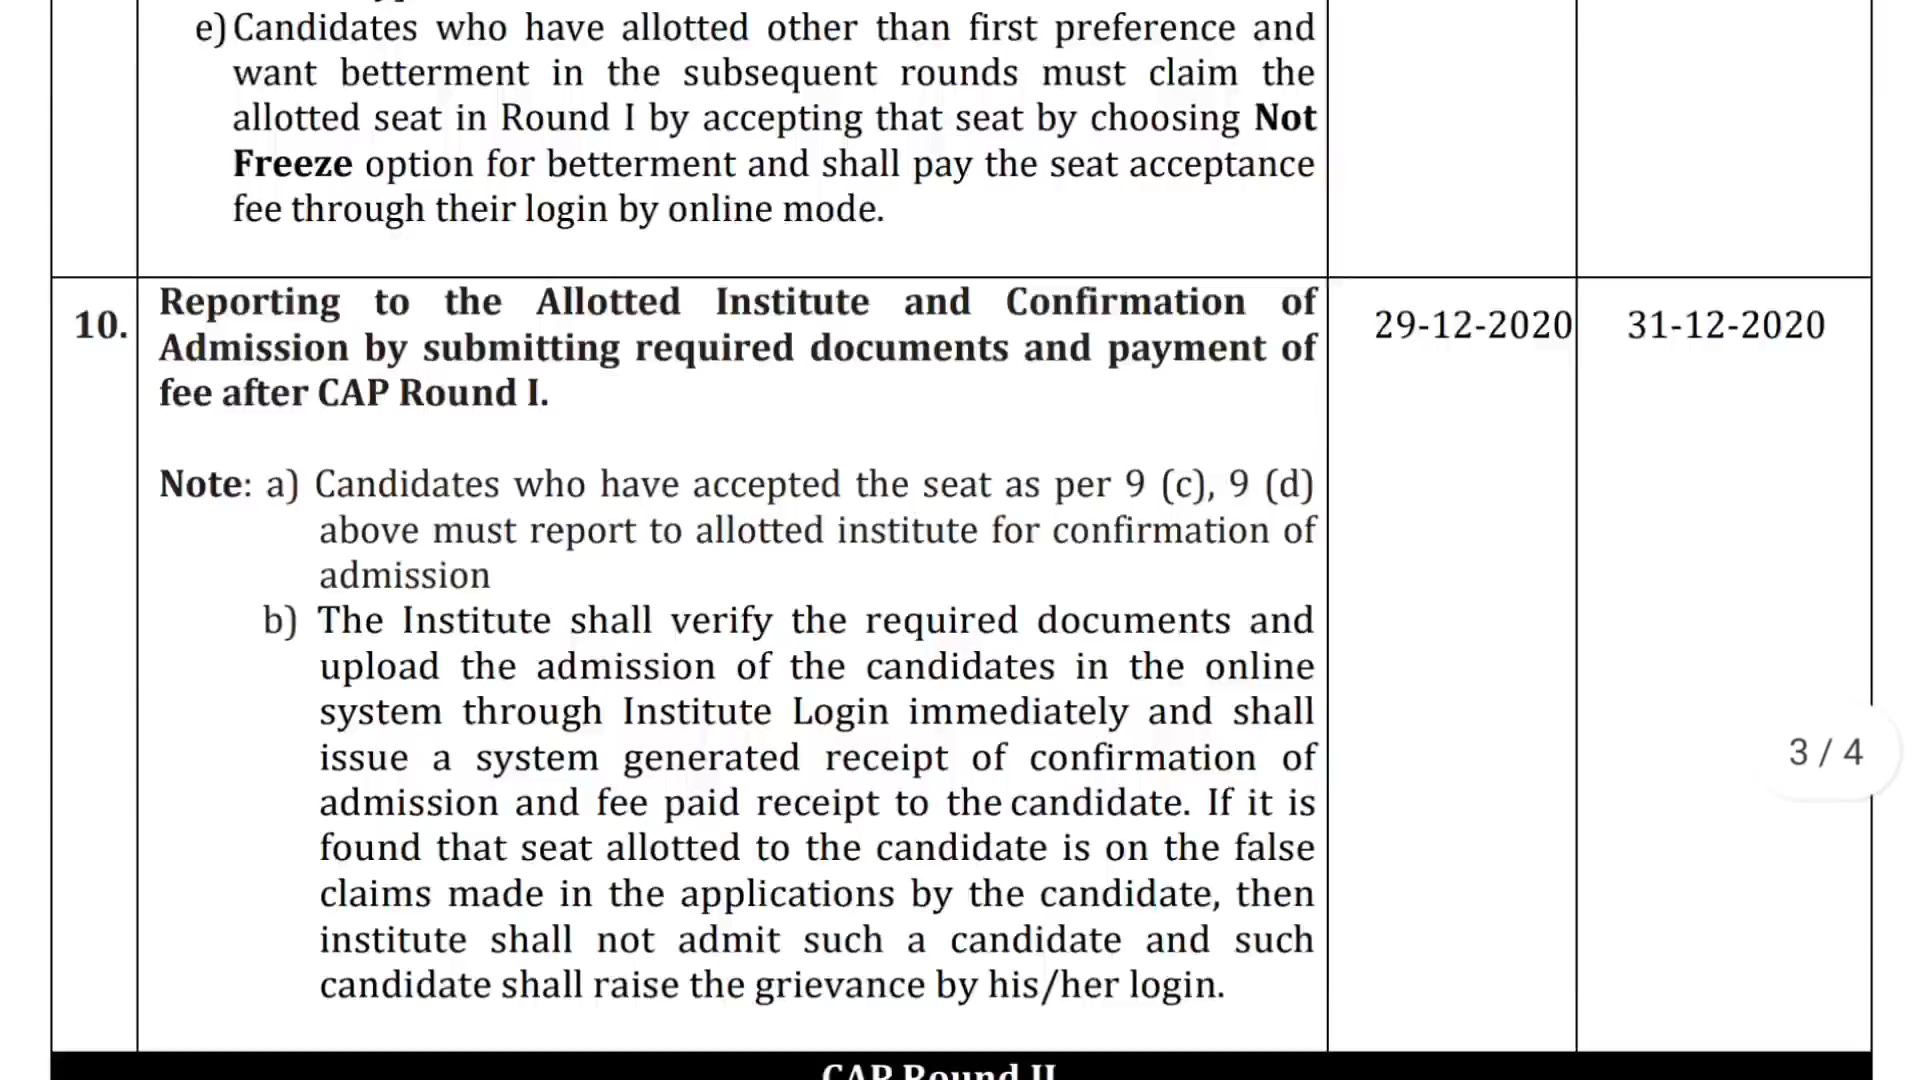 e) Candidates who have allotted other than first preference and
want betterment in the subsequent rounds must claim the
allotted seat in Round I by accepting that seat by choosing Not
Freeze option for betterment and shall pay the seat acceptance
fee through their login by online mode.
10.
Reporting to the Allotted Institute and Confirmation of
Admission by submitting required documents and payment of
fee after CAP Round I.
29-12-2020
31-12-2020
Note: a) Candidates who have accepted the seat as per 9 (c), 9 (d)
above must report to allotted institute for confirmation of
admission
b) The Institute shall verify the required documents and
upload the admission of the candidates in the online
system through Institute Login immediately and shall
issue a system generated receipt of confirmation of
admission and fee paid receipt to the candidate. If it is
found that seat allotted to the candidate is on the false
claims made in the applications by the candidate, then
institute shall not admit such a candidate and such
candidate shall raise the grievance by his/her login.
3 / 4
CAP Round II